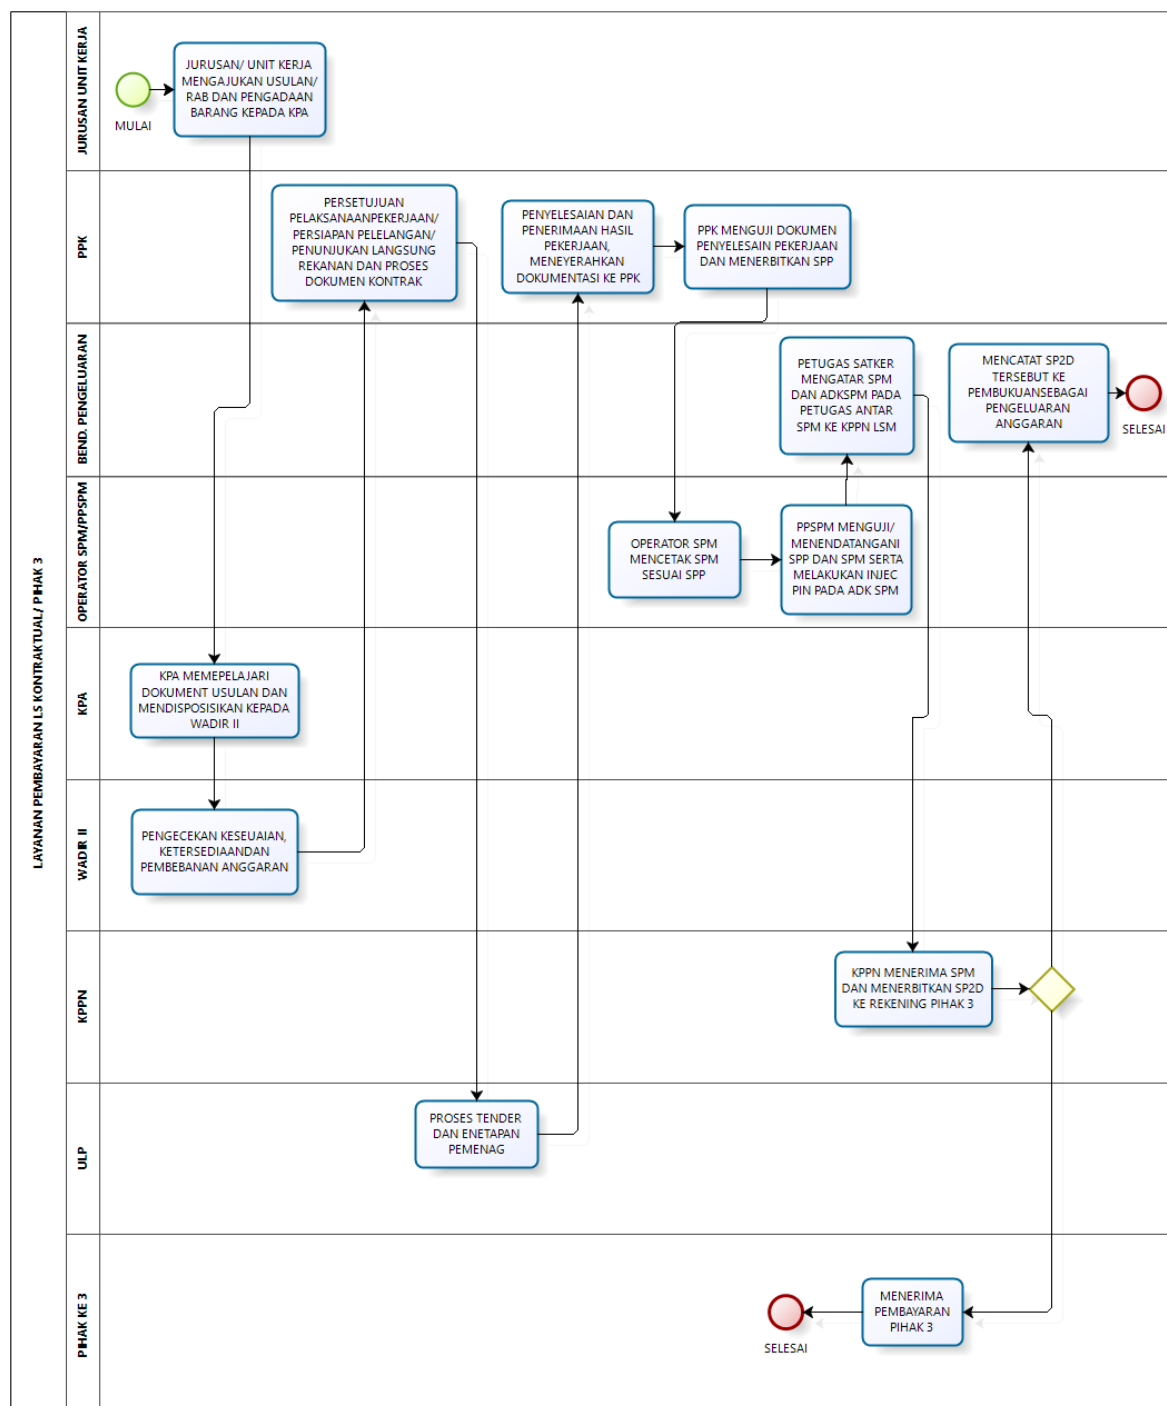 LAYANAN PEMBAYARAN LS KONTRAKTUAL/ PIHAK 3
JURUSAN UNIT KERJA
MULAI
JURUSAN/ UNIT KERJA
MENGAJUKAN USULAN/
RAB DAN PENGADAAN
BARANG KEPADA KPA
PPK
PERSETUJUAN
PELAKSANAANPEKERJAAN/
PERSIAPAN PELELANGAN/
PENUNJUKAN LANGSUNG
REKANAN DAN PROSES
DOKUMEN KONTRAK
PENYELESAIAN DAN
PENERIMAAN HASIL
PEKERJAAN,
MENEYERAHKAN
DOKUMENTASI KE PPK
PPK MENGUJI DOKUMEN
PENYELESAIN PEKERJAAN
DAN MENERBITKAN SPP
BEND. PENGELUARAN
PETUGAS SATKER
MENGATAR SPM
DAN ADKSPM PADA
PETUGAS ANTAR
SPM KE KPPN LSM
MENCATAT SP2D
TERSEBUT KE
PEMBUKUANSEBAGAI
PENGELUARAN
ANGGARAN
SELESAI
OPERATOR SPM/PPSPM
OPERATOR SPM
MENCETAK SPM
SESUAI SPP
PPSPM MENGUJI/
MENENDATANGANI
SPP DAN SPM SERTA
MELAKUKAN INJEC
PIN PADA ADK SPM
KPA
KPA MEMEPELAJARI
DOKUMENT USULAN DAN
MENDISPOSISIKAN KEPADA
WADIR II
WADIR II
PENGECEKAN KESEUAIAN,
KETERSEDIAANDAN
PEMBEBANAN ANGGARAN
KPPN
KPPN MENERIMA SPM
DAN MENERBITKAN SP2D
KE REKENING PIHAK 3
ULP
PROSES TENDER
DAN ENETAPAN
PEMENAG
PIHAK KE 3
SELESAI
MENERIMA
PEMBAYARAN
PIHAK 3